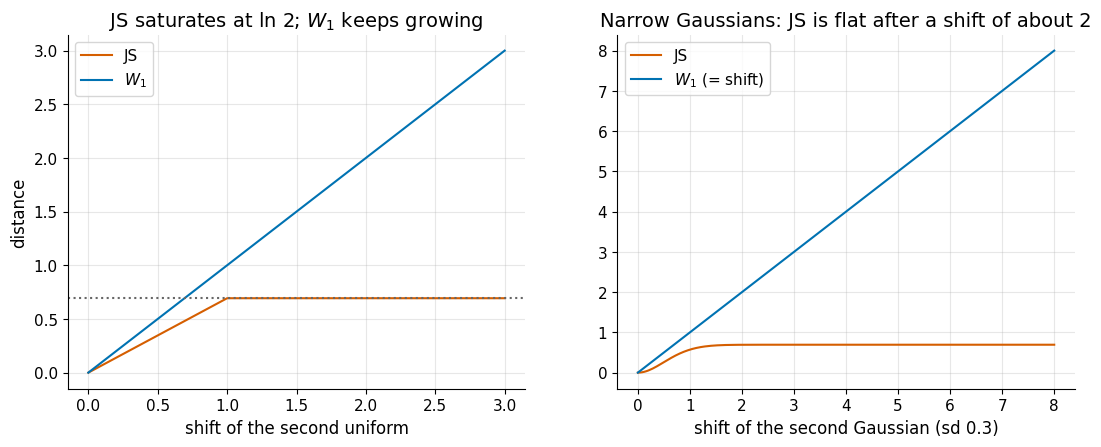 JS saturates at ln 2; W₁ keeps growing
JS
W₁
distance
3.0
2.5
2.0
1.5
1.0
0.5
0.0
0.0 0.5 1.0 1.5 2.0 2.5 3.0
shift of the second uniform
Narrow Gaussians: JS is flat after a shift of about 2
JS
W₁ (= shift)
8
7
6
5
4
3
2
1
0
0 1 2 3 4 5 6 7 8
shift of the second Gaussian (sd 0.3)